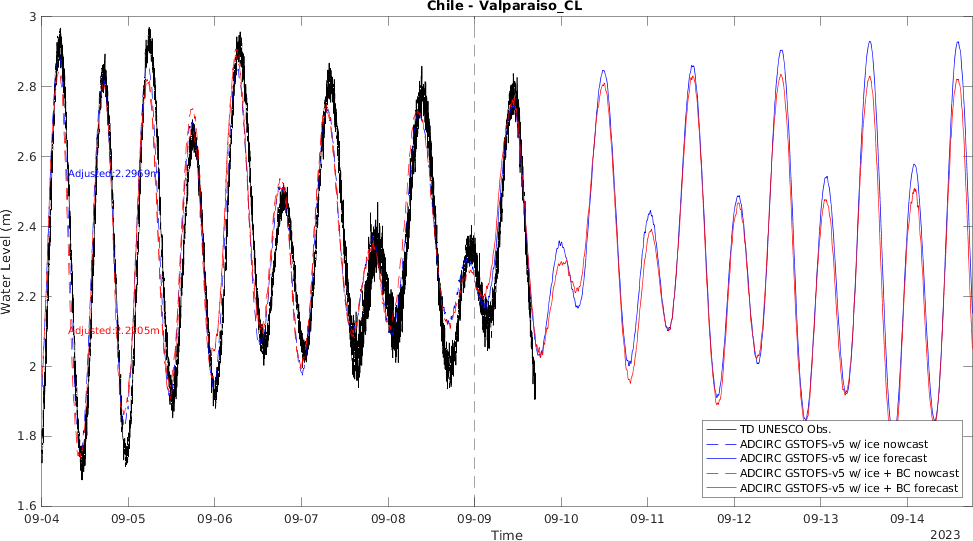 Chile - Valparaiso_CL
3
2.8
2.6
2.4
2.2
2
1.8
1.6
Water Level (m)
Adjusted:2.2969m
TD UNESCO Obs.
ADCIRC GSTOFS-v5 w/ ice nowcast
ADCIRC GSTOFS-v5 w/ ice forecast
ADCIRC GSTOFS-v5 w/ ice + BC nowcast
ADCIRC GSTOFS-v5 w/ ice + BC forecast
09-04 09-05 09-06 09-07 09-08 09-09 09-10 09-11 09-12 09-13 09-14
Time
2023